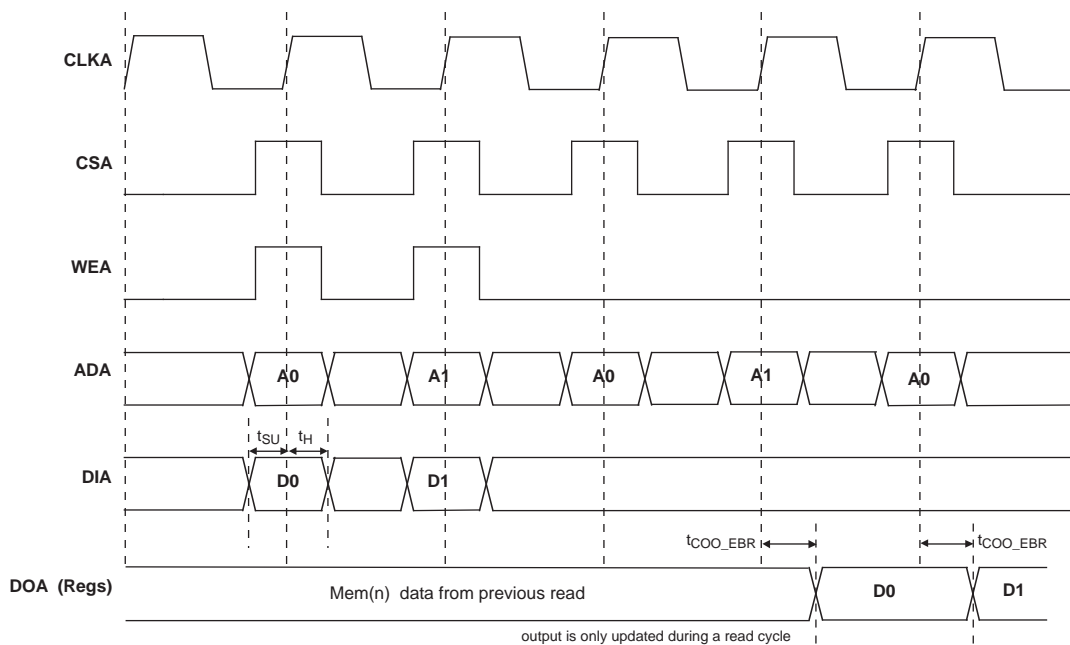 CLKA
CSA
WEA
ADA
A0
A1
A0
A1
A0
tSU
tH
DIA
D0
D1
tCOO_EBR
tCOO_EBR
DOA (Regs)
Mem(n) data from previous read
D0
D1
output is only updated during a read cycle